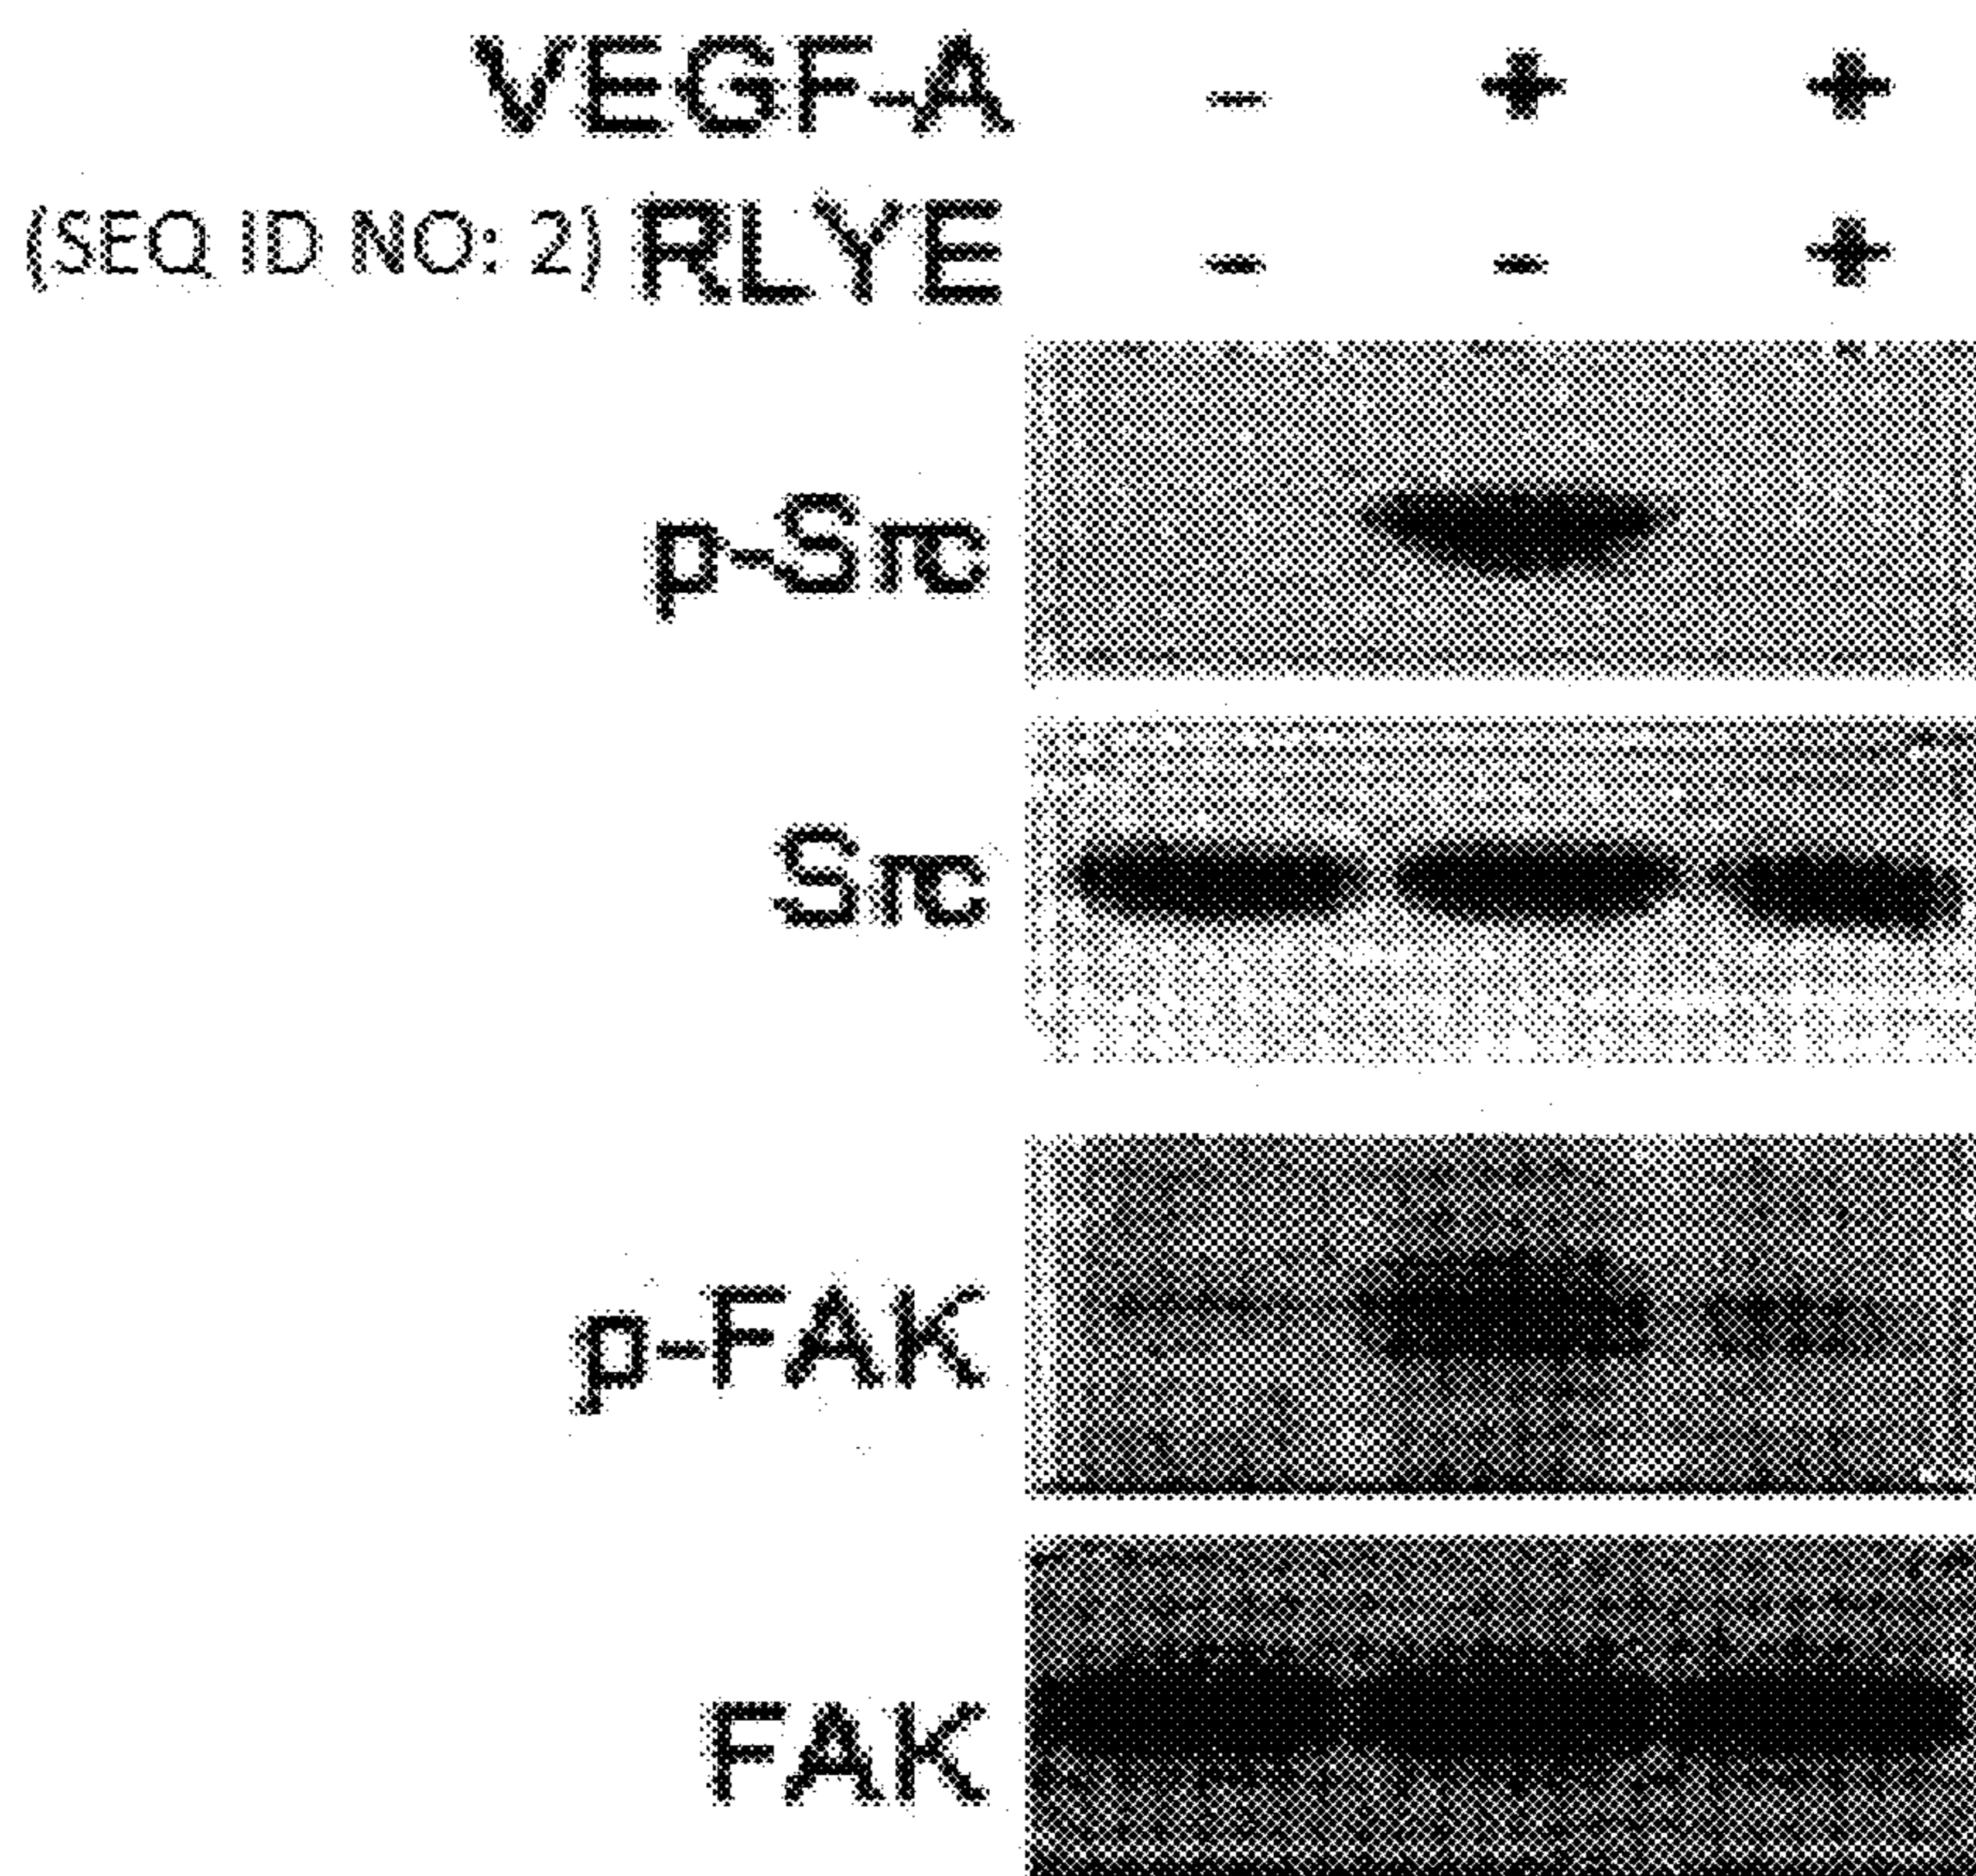 VEGF-A - + +
(SEQ ID NO: 2) RLYE - - +
p-Src
Src
p-FAK
FAK